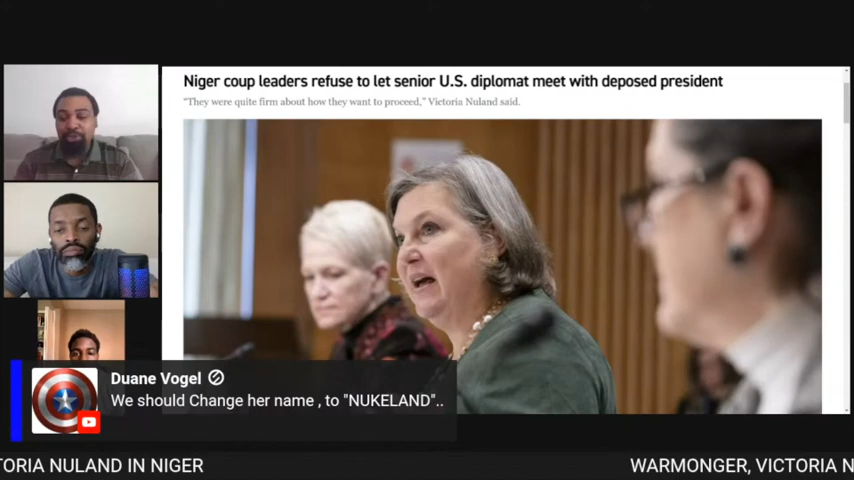 Niger coup leaders refuse to let senior U.S. diplomat meet with deposed president
“They were quite firm about how they want to proceed,” Victoria Nuland said.
Duane Vogel
We should Change her name , to "NUKELAND"..
TORIA NULAND IN NIGER
WARMONGER, VICTORIA N